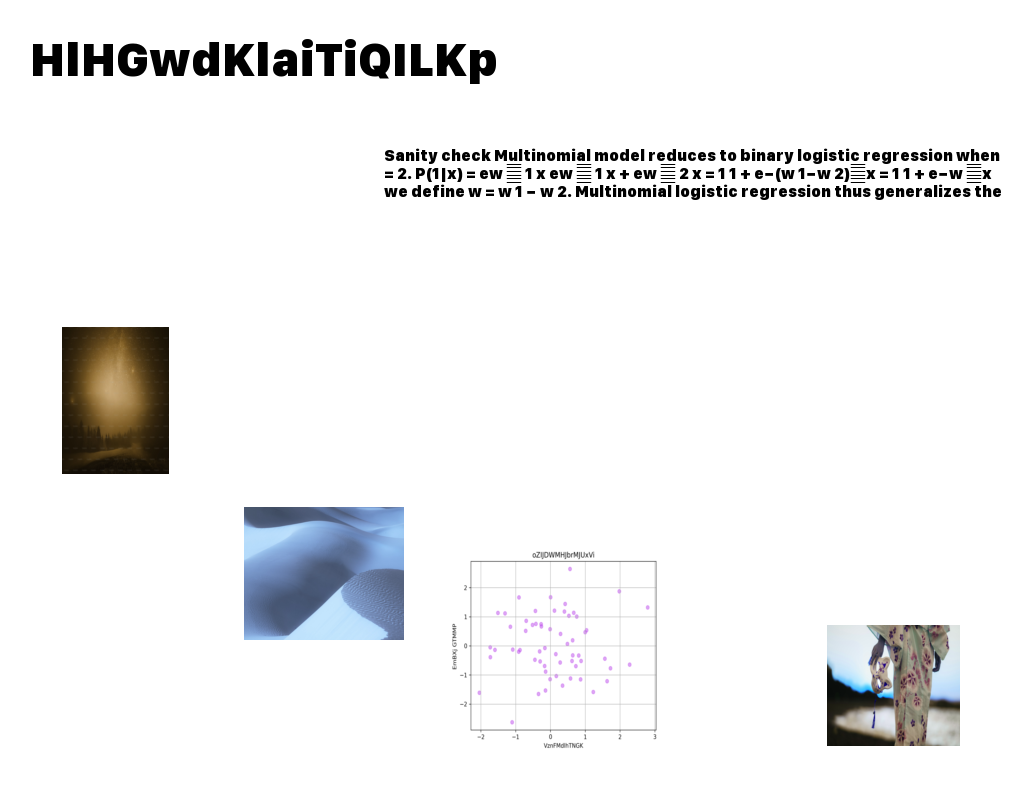 HlHGwdKlaiTiQILKp
Sanity check Multinomial model reduces to binary logistic regression when
= 2. P(1|x) = ew 1 x ew 1 x + ew 2 x = 1 1 + e−(w 1−w 2) x = 1 1 + e−w x
we define w = w 1 − w 2. Multinomial logistic regression thus generalizes the
oZIJDWMHJbrMJUxVi
2
1
0
−1
−2
EmBXj GTMMP
−2 −1 0 1 2 3
VznFMdlhTNGK